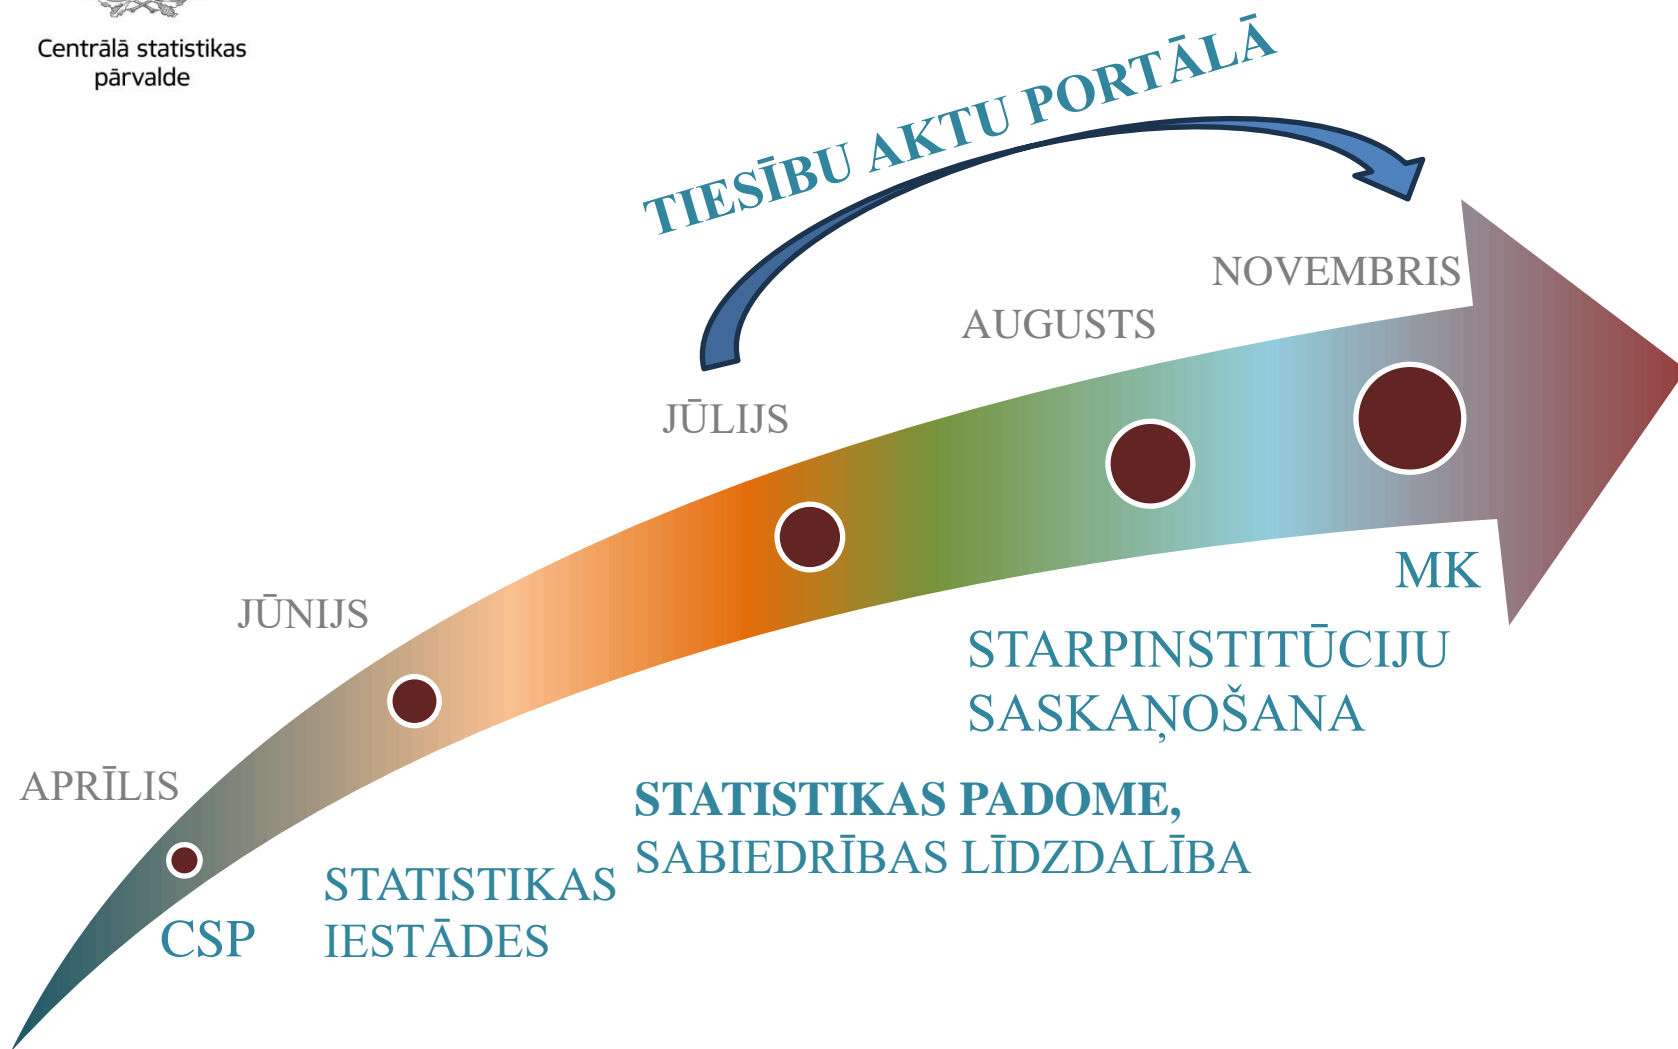 Centrālā statistikas
pārvalde
TIESĪBU AKTU PORTĀLĀ
NOVEMBRIS
AUGUSTS
JŪLIJS
JŪNIJS
APRĪLIS
MK
STARPINSTITŪCIJU
SASKAŅOŠANA
STATISTIKAS PADOME,
SABIEDRĪBAS LĪDZDALĪBA
STATISTIKAS
IESTĀDES
CSP